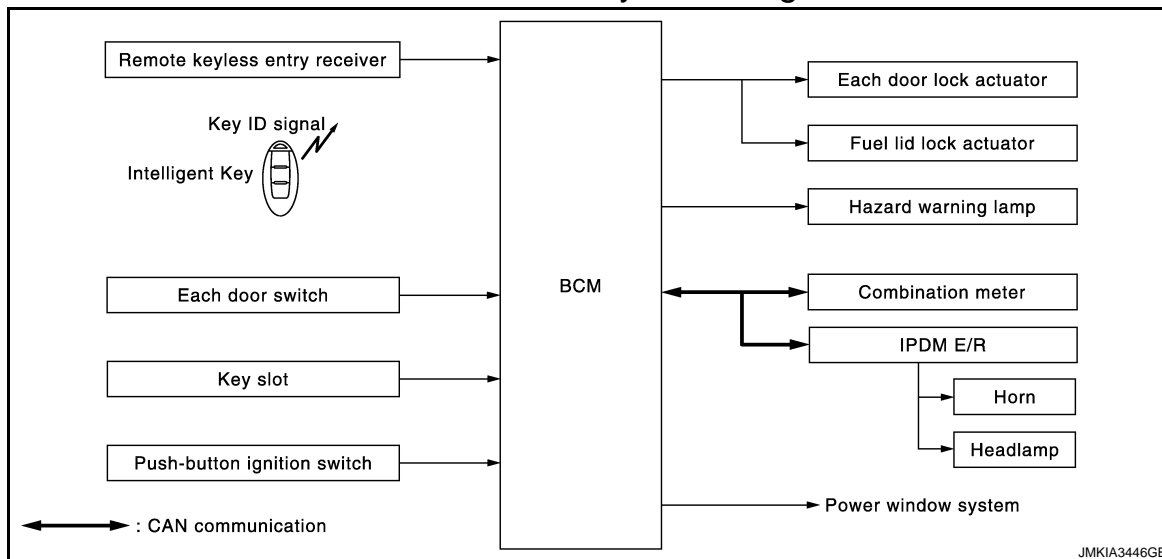 Remote keyless entry receiver
Key ID signal
Intelligent Key
Each door switch
Key slot
Push-button ignition switch
: CAN communication
BCM
Each door lock actuator
Fuel lid lock actuator
Hazard warning lamp
Combination meter
IPDM E/R
Horn
Headlamp
Power window system